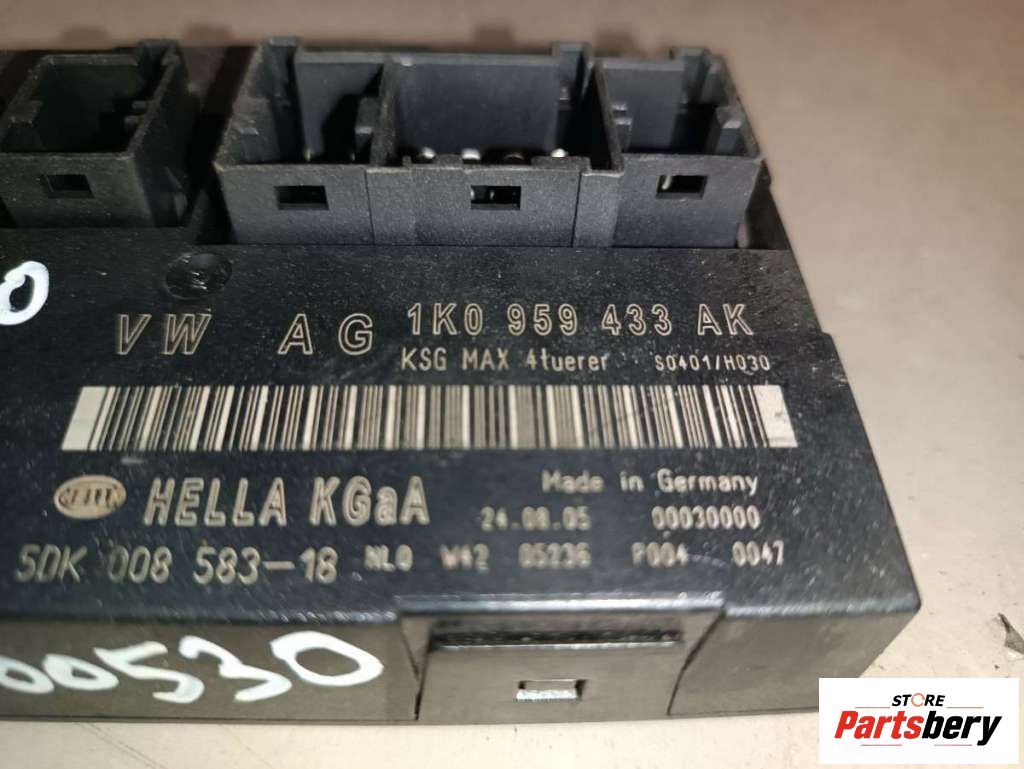 VW AG 1K0 959 433 AK
KSG MAX 4tuerer S0401/H030
HELLA
HELLA KGaA
Made in Germany
24.08.05 00030000
5DK 008 583-18 NL0 W42 05236 P004 0047
00530
STORE
Partsbery